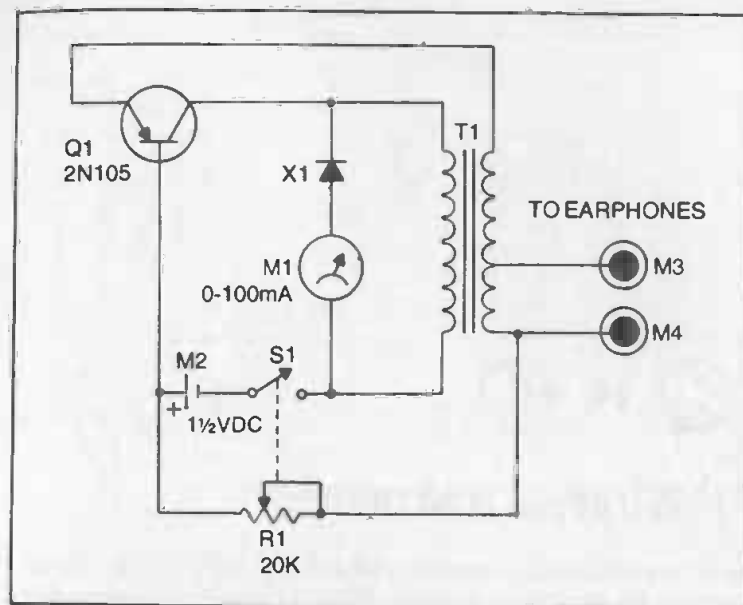 Q1
2N105
X1
T1
TO EARPHONES
M1
0-100mA
M3
M4
M2
S1
+
1½VDC
R1
20K